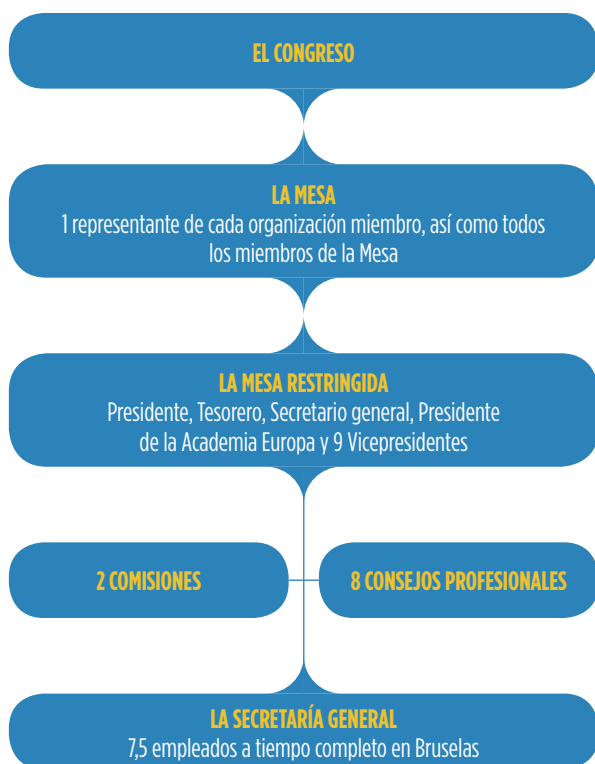 EL CONGRESO
LA MESA
1 representante de cada organización miembro, así como todos
los miembros de la Mesa
LA MESA RESTRINGIDA
Presidente, Tesorero, Secretario general, Presidente
de la Academia Europa y 9 Vicepresidentes
2 COMISIONES
8 CONSEJOS PROFESIONALES
LA SECRETARÍA GENERAL
7,5 empleados a tiempo completo en Bruselas